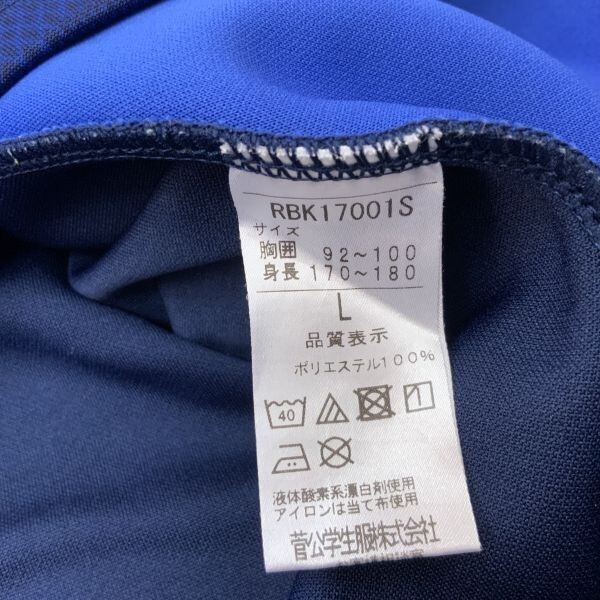 RBK17001S
サイズ
胸囲 92～100
身長 170～180
L
品質表示
ポリエステル100%
40
液体酸素系漂白剤使用
アイロンは当て布使用
菅公学生服株式会社